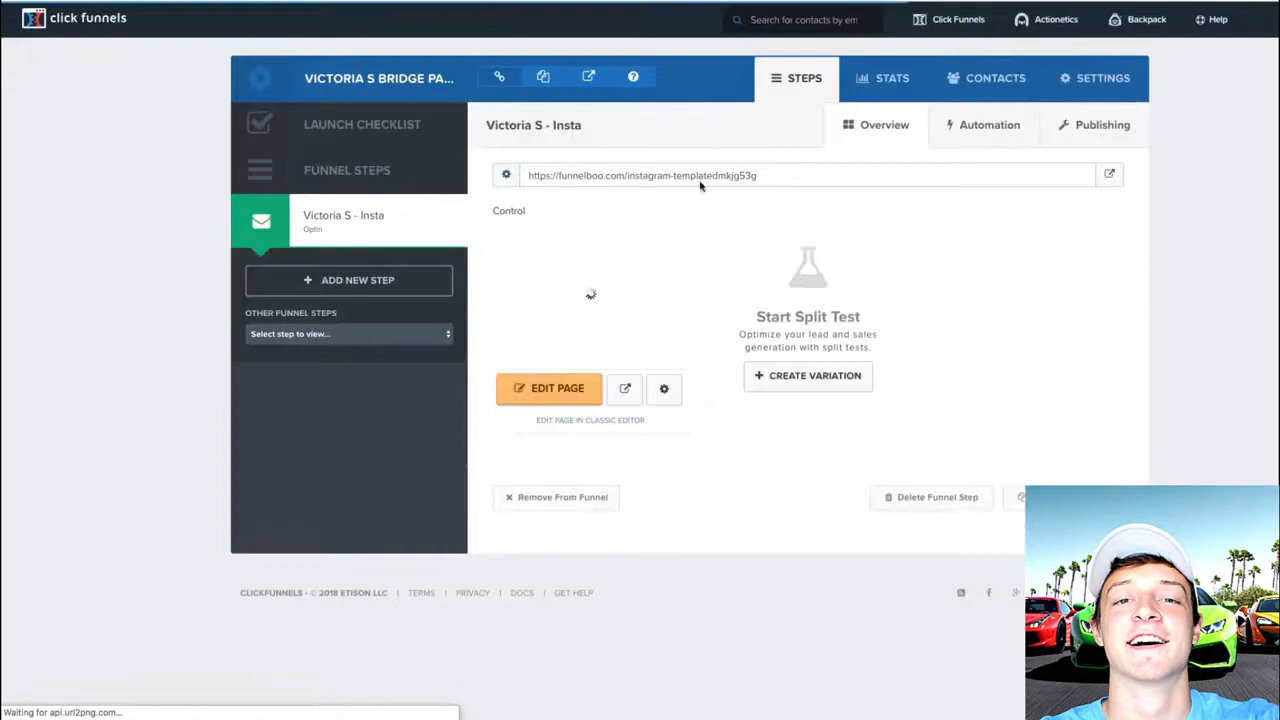 click funnels
Search for contacts by em
Click Funnels
Actionetics
Backpack
Help
VICTORIA S BRIDGE PA...
STEPS
STATS
CONTACTS
SETTINGS
LAUNCH CHECKLIST
Victoria S - Insta
Overview
Automation
Publishing
FUNNEL STEPS
https://funnelboo.com/instagram-templatedmkjg53g
Victoria S - Insta
Optin
Control
ADD NEW STEP
OTHER FUNNEL STEPS
Select step to view...
Start Split Test
Optimize your lead and sales
generation with split tests.
CREATE VARIATION
EDIT PAGE
EDIT PAGE IN CLASSIC EDITOR
Remove From Funnel
Delete Funnel Step
CLICKFUNNELS - © 2018 ETISON LLC | TERMS | PRIVACY | DOCS | GET HELP
Waiting for api.url2png.com...